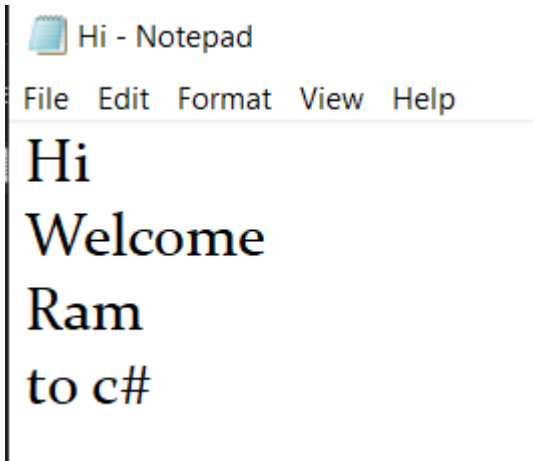 Hi - Notepad
File Edit Format View Help
Hi
Welcome
Ram
to c#